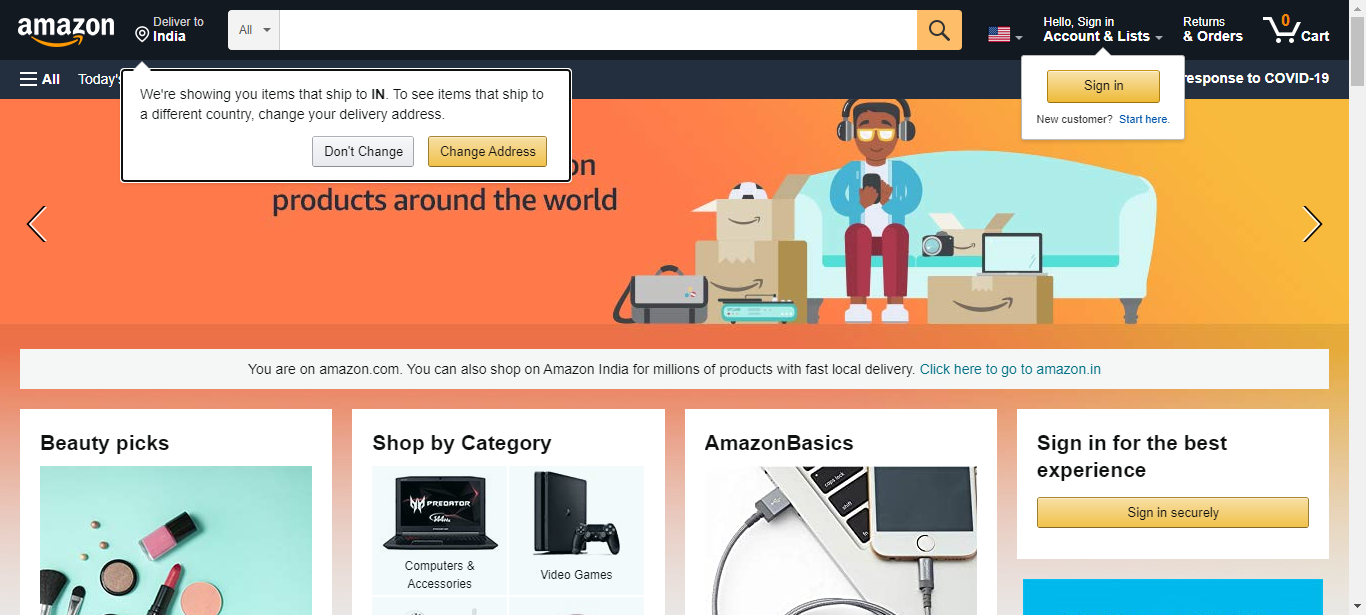 amazon
Deliver to
India
All
Hello, Sign in
Account & Lists
Returns
& Orders
0
Cart
All
Today's
response to COVID-19
We're showing you items that ship to IN. To see items that ship to
a different country, change your delivery address.
Don't Change
Change Address
Sign in
New customer? Start here.
on
products around the world
You are on amazon.com. You can also shop on Amazon India for millions of products with fast local delivery. Click here to go to amazon.in
Beauty picks
Shop by Category
AmazonBasics
Sign in for the best
experience
PREDATOR
caps lock
shift
Computers &
Accessories
Video Games
Sign in securely